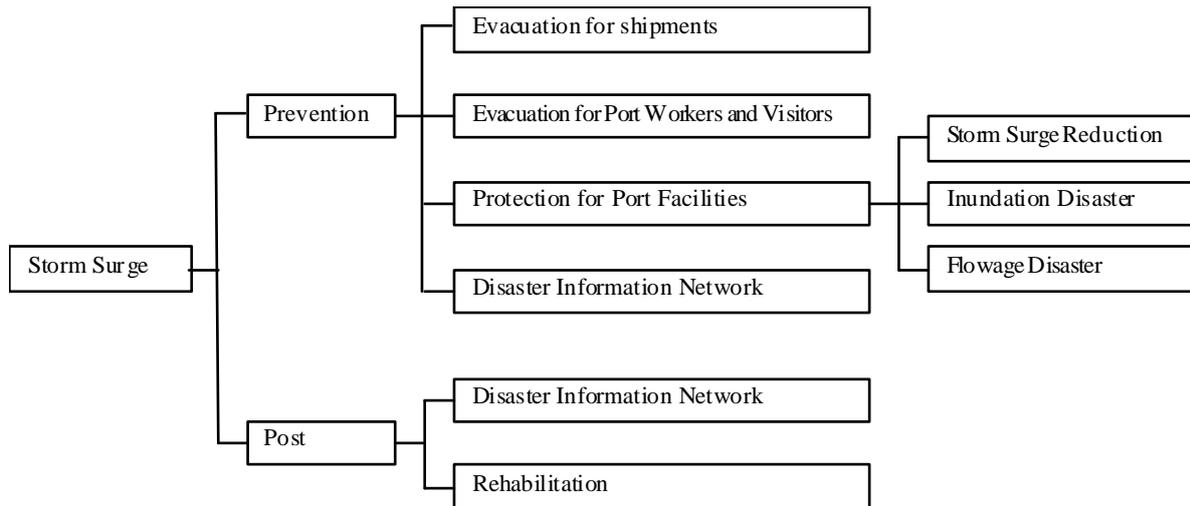 Evacuation for shipments
Prevention
Evacuation for Port Workers and Visitors
Storm Surge Reduction
Protection for Port Facilities
Inundation Disaster
Storm Surge
Flowage Disaster
Disaster Information Network
Disaster Information Network
Post
Rehabilitation